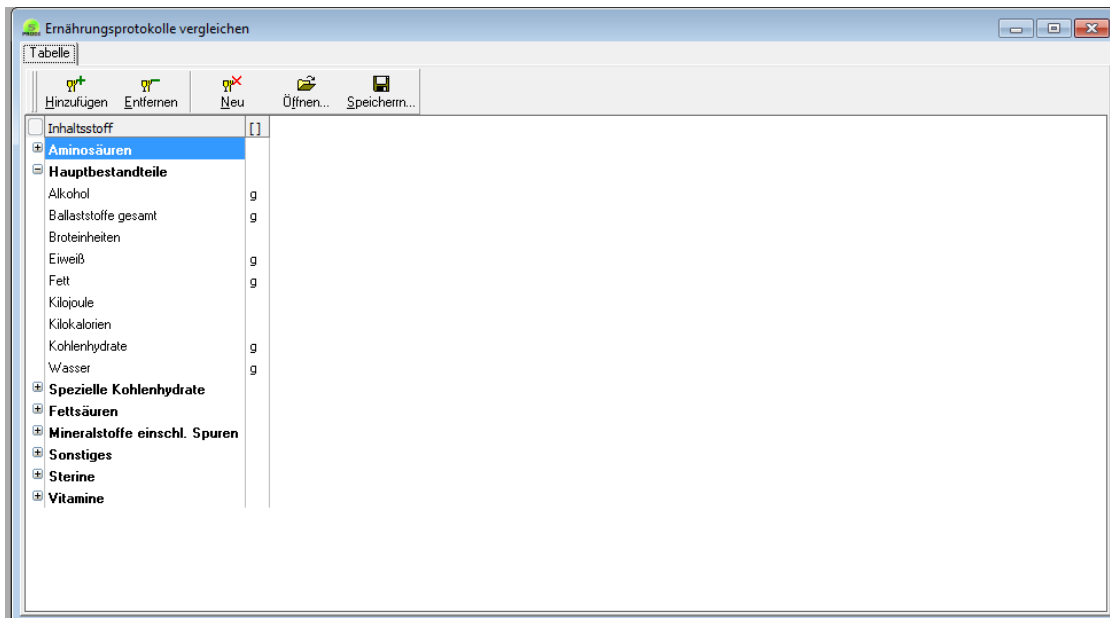 Ernährungsprotokolle vergleichen
Tabelle
Hinzufügen Entfernen Neu Öffnen... Speichern...
Inhaltsstoff []
Aminosäuren
Hauptbestandteile
Alkohol g
Ballaststoffe gesamt g
Broteinheiten
Eiweiß g
Fett g
Kilojoule
Kilokalorien
Kohlenhydrate g
Wasser g
Spezielle Kohlenhydrate
Fettsäuren
Mineralstoffe einschl. Spuren
Sonstiges
Sterine
Vitamine